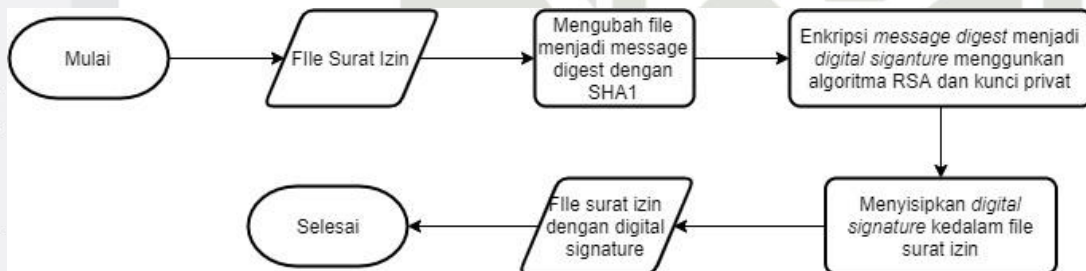 Mulai
FIle Surat Izin
Mengubah file
menjadi message
digest dengan
SHA1
Enkripsi message digest menjadi
digital siganture menggunkan
algoritma RSA dan kunci privat
Menyisipkan digital
signature kedalam file
surat izin
FIle surat izin
dengan digital
signature
Selesai